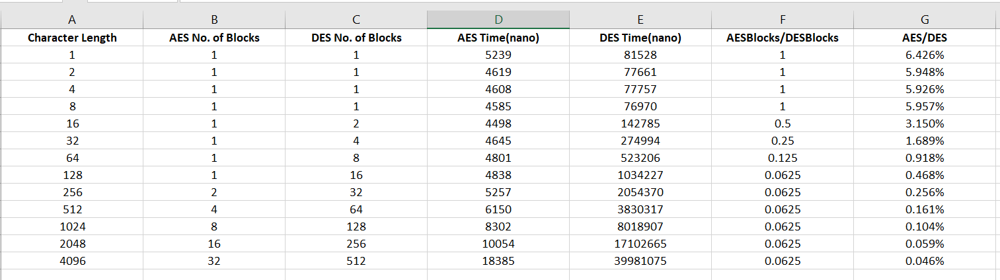 A B C D E F G
Character Length AES No. of Blocks DES No. of Blocks AES Time(nano) DES Time(nano) AESBlocks/DESBlocks AES/DES
1 1 1 5239 81528 1 6.426%
2 1 1 4619 77661 1 5.948%
4 1 1 4608 77757 1 5.926%
8 1 1 4585 76970 1 5.957%
16 1 2 4498 142785 0.5 3.150%
32 1 4 4645 274994 0.25 1.689%
64 1 8 4801 523206 0.125 0.918%
128 1 16 4838 1034227 0.0625 0.468%
256 2 32 5257 2054370 0.0625 0.256%
512 4 64 6150 3830317 0.0625 0.161%
1024 8 128 8302 8018907 0.0625 0.104%
2048 16 256 10054 17102665 0.0625 0.059%
4096 32 512 18385 39981075 0.0625 0.046%